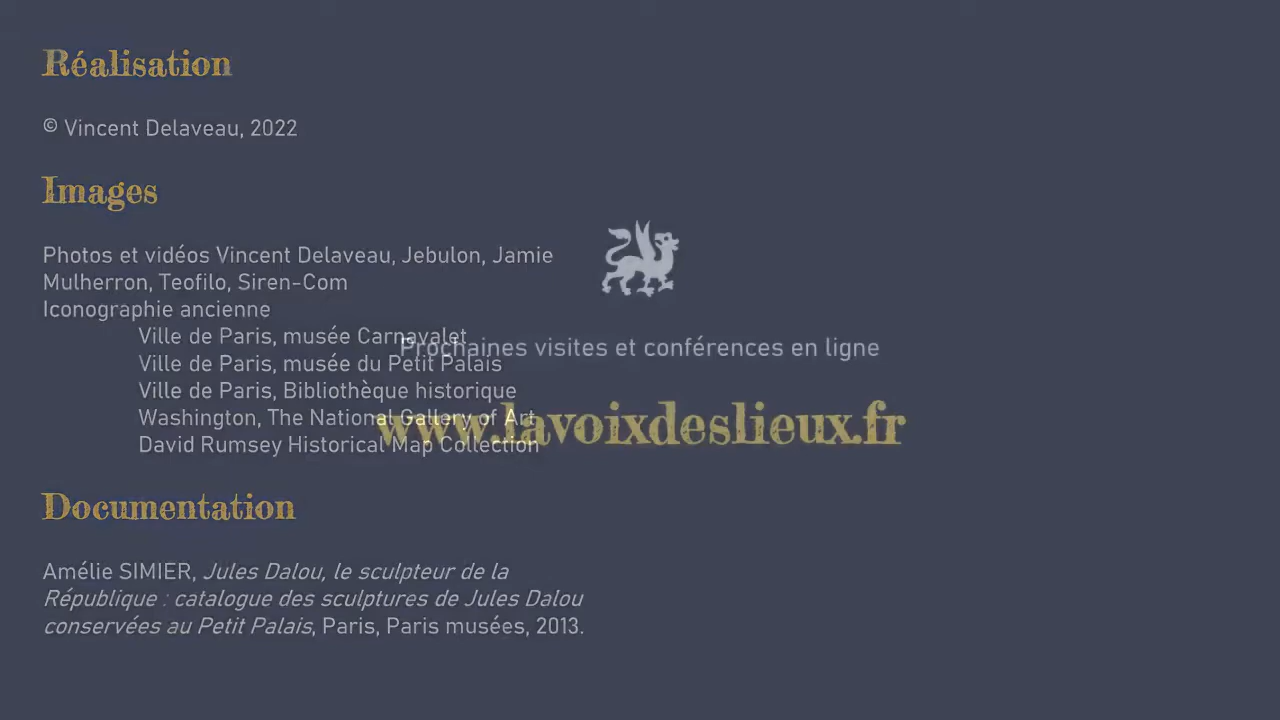 Réalisation
© Vincent Delaveau, 2022
Images
Photos et vidéos Vincent Delaveau, Jebulon, Jamie
Mulherron, Teofilo, Siren-Com
Iconographie ancienne
Ville de Paris, musée Carnavalet
Ville de Paris, musée du Petit Palais
Ville de Paris, Bibliothèque historique
Washington, The National Gallery of Art
David Rumsey Historical Map Collection
Documentation
Amélie SIMIER, Jules Dalou, le sculpteur de la
République : catalogue des sculptures de Jules Dalou
conservées au Petit Palais, Paris, Paris musées, 2013.
Prochaines visites et conférences en ligne
www.lavoixdeslieux.fr